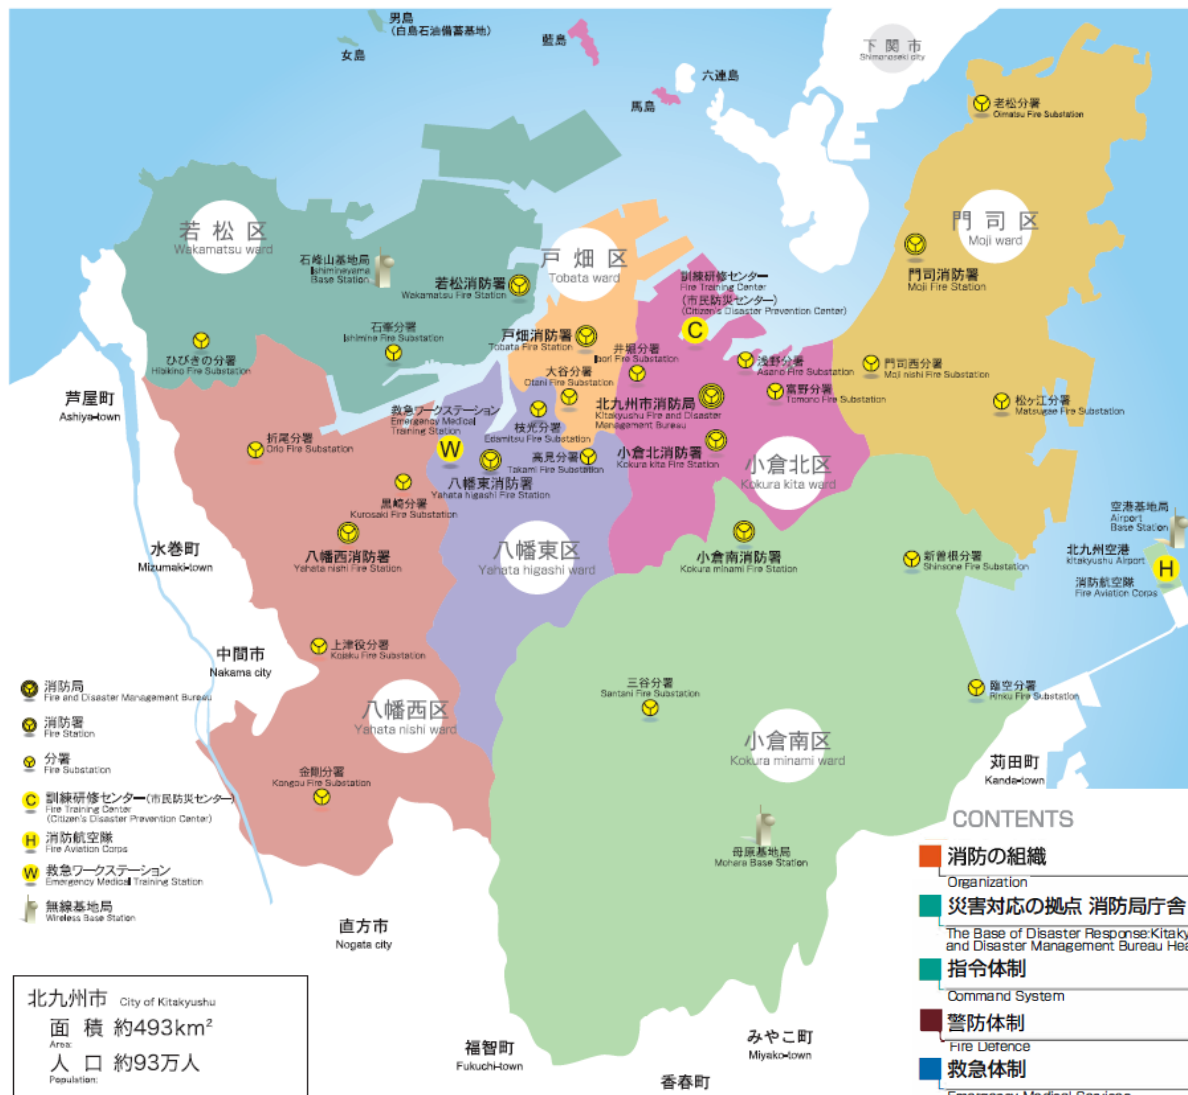 男島
(白島石油備蓄基地)
女島
藍島
六連島
馬島
下関市
Shimonoseki city
老松分署
Oimatsu Fire Substation
若松区
Wakamatsu ward
戸畑区
Tobata ward
門司区
Moji ward
石峰山基地局
Ishimineyama
Base Station
若松消防署
Wakamatsu Fire Station
訓練研修センター
Fire Training Center
(市民防災センター)
(Citizen's Disaster Prevention Center)
C
門司消防署
Moji Fire Station
石峯分署
Ishimine Fire Substation
戸畑消防署
Tobata Fire Station
井堀分署
Ibori Fire Substation
浅野分署
Asano Fire Substation
門司西分署
Moji nishi Fire Substation
ひびきの分署
Hibikino Fire Substation
大谷分署
Otani Fire Substation
富野分署
Tomono Fire Substation
松ヶ江分署
Matsugae Fire Substation
芦屋町
Ashiya-town
救急ワークステーション
Emergency Medical
Training Station
W
枝光分署
Edamitsu Fire Substation
北九州市消防局
Kitakyushu Fire and Disaster
Management Bureau
折尾分署
Orio Fire Substation
高見分署
Takami Fire Substation
小倉北消防署
Kokura kita Fire Station
小倉北区
Kokura kita ward
八幡東消防署
Yahata higashi Fire Station
黒崎分署
Kurosaki Fire Substation
八幡西消防署
Yahata nishi Fire Station
八幡東区
Yahata higashi ward
小倉南消防署
Kokura minami Fire Station
新曽根分署
Shinsone Fire Substation
空港基地局
Airport
Base Station
北九州空港
kitakyushu Airport
H
消防航空隊
Fire Aviation Corps
水巻町
Mizumaki-town
中間市
Nakama city
上津役分署
Kojaku Fire Substation
三谷分署
Santani Fire Substation
臨空分署
Rinku Fire Substation
八幡西区
Yahata nishi ward
小倉南区
Kokura minami ward
苅田町
Kanda-town
金剛分署
Kongou Fire Substation
母原基地局
Mohara Base Station
直方市
Nogata city
福智町
Fukuchi-town
香春町
みやこ町
Miyako-town
消防局
Fire and Disaster Management Bureau
消防署
Fire Station
分署
Fire Substation
C
訓練研修センター(市民防災センター)
Fire Training Center
(Citizen's Disaster Prevention Center)
H
消防航空隊
Fire Aviation Corps
W
救急ワークステーション
Emergency Medical Training Station
無線基地局
Wireless Base Station
北九州市 City of Kitakyushu
面 積 約493km²
Area:
人 口 約93万人
Population:
CONTENTS
消防の組織
Organization
災害対応の拠点 消防局庁舎
The Base of Disaster Response:Kitaky
and Disaster Management Bureau Hea
指令体制
Command System
警防体制
Fire Defence
救急体制
Emergency Medical Services